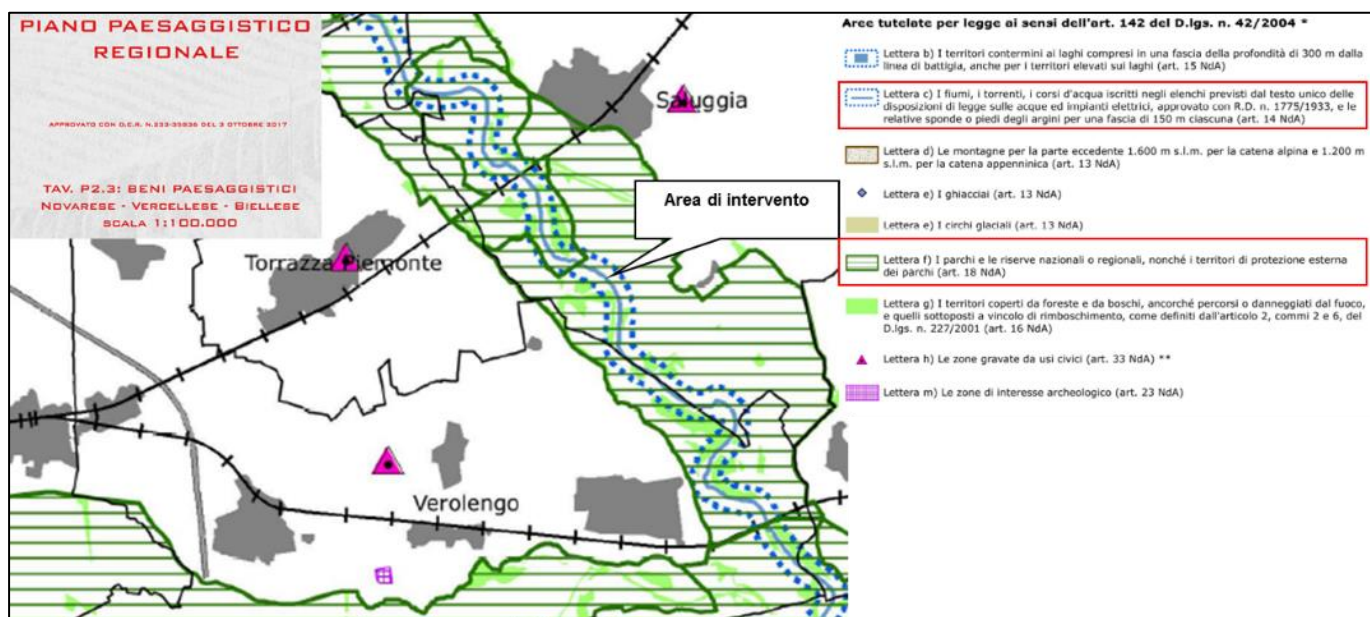 PIANO PAESAGGISTICO
REGIONALE
APPROVATO CON D.C.R. N.233-35836 DEL 3 OTTOBRE 2017
TAV. P2.3: BENI PAESAGGISTICI
NOVARESE - VERCELLESE - BIELLESE
SCALA 1:100.000
Saluggia
Area di intervento
Torrazza Piemonte
Verolengo
Aree tutelate per legge ai sensi dell'art. 142 del D.lgs. n. 42/2004 *
Lettera b) I territori contermini ai laghi compresi in una fascia della profondità di 300 m dalla
linea di battigia, anche per i territori elevati sui laghi (art. 15 NdA)
Lettera c) I fiumi, i torrenti, i corsi d'acqua iscritti negli elenchi previsti dal testo unico delle
disposizioni di legge sulle acque ed impianti elettrici, approvato con R.D. n. 1775/1933, e le
relative sponde o piedi degli argini per una fascia di 150 m ciascuna (art. 14 NdA)
Lettera d) Le montagne per la parte eccedente 1.600 m s.l.m. per la catena alpina e 1.200 m
s.l.m. per la catena appenninica (art. 13 NdA)
Lettera e) I ghiacciai (art. 13 NdA)
Lettera e) I circhi glaciali (art. 13 NdA)
Lettera f) I parchi e le riserve nazionali o regionali, nonché i territori di protezione esterna
dei parchi (art. 18 NdA)
Lettera g) I territori coperti da foreste e da boschi, ancorché percorsi o danneggiati dal fuoco,
e quelli sottoposti a vincolo di rimboschimento, come definiti dall'articolo 2, commi 2 e 6, del
D.lgs. n. 227/2001 (art. 16 NdA)
Lettera h) Le zone gravate da usi civici (art. 33 NdA) **
Lettera m) Le zone di interesse archeologico (art. 23 NdA)